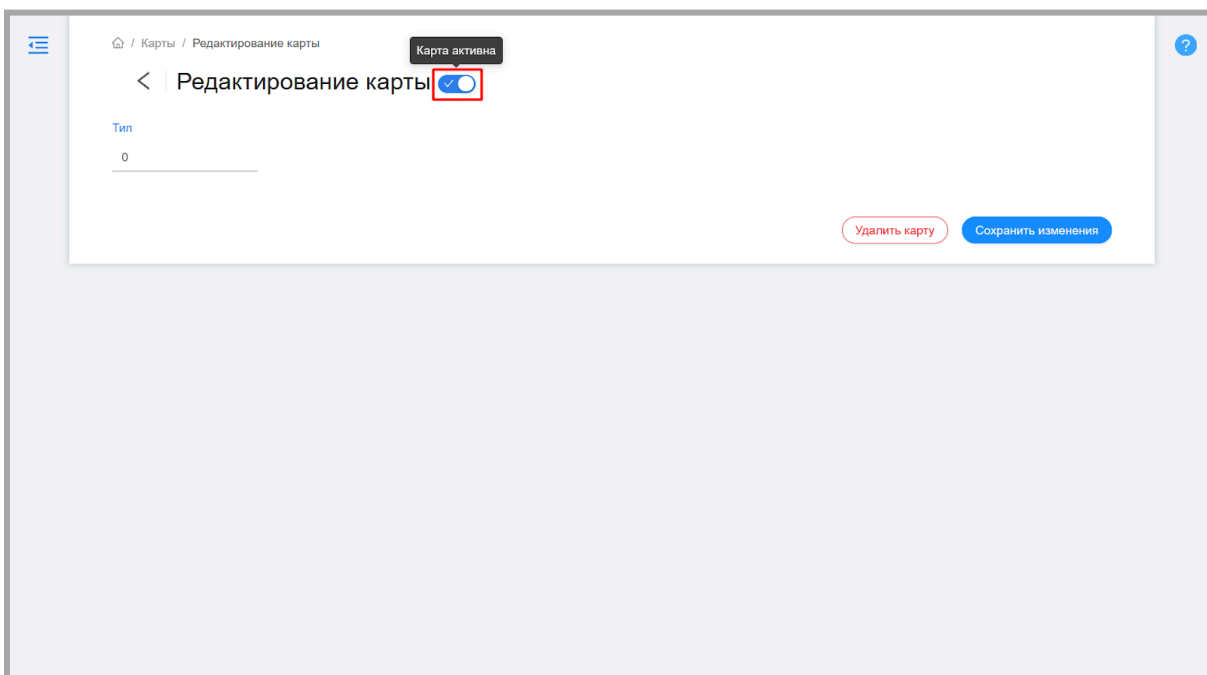 / Карты / Редактирование карты
Карта активна
Редактирование карты
Тип
0
Удалить карту
Сохранить изменения
?